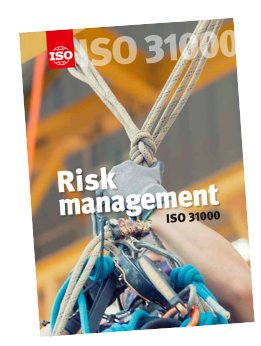 ISO
ISO 31000
Risk
management
ISO 31000